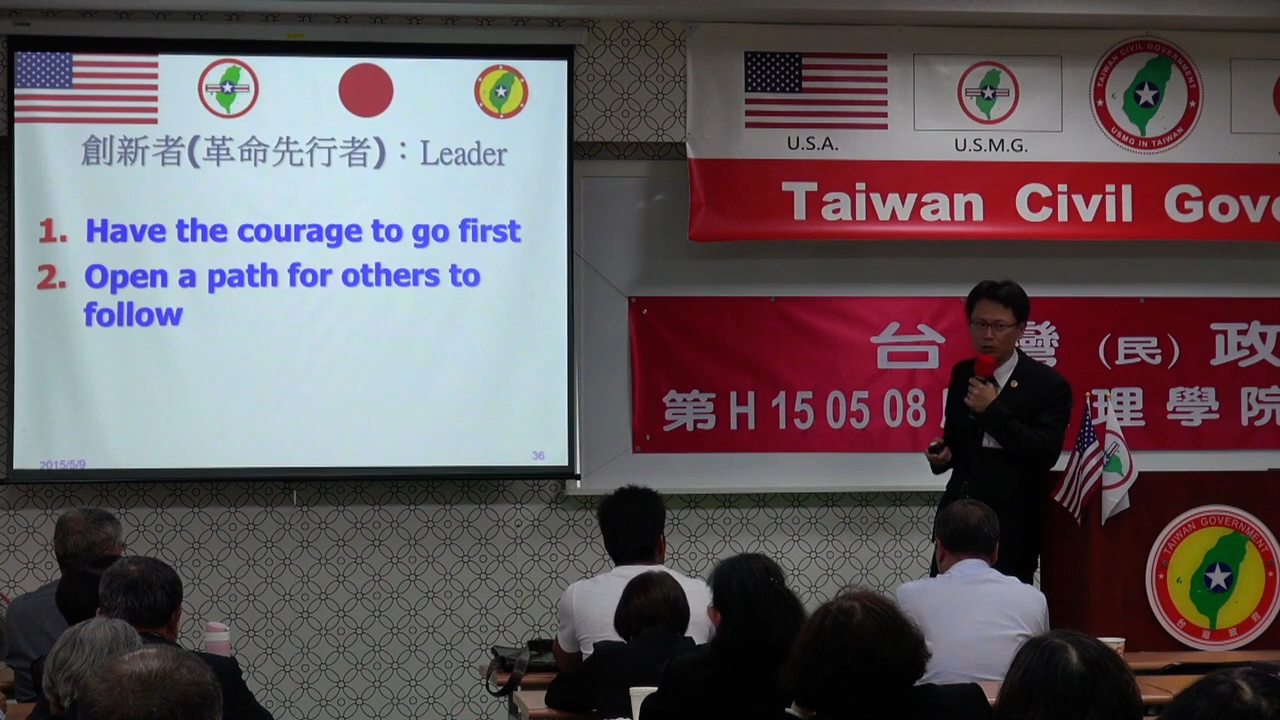 創新者(革命先行者)：Leader
1. Have the courage to go first
2. Open a path for others to
follow
2015/5/9
36
U.S.A.
U.S.M.G.
TAIWAN CIVIL GOVERNMENT
USMG IN TAIWAN
Taiwan Civil Gove
台灣(民)政
第H 15 05 08
理學院
TAIWAN GOVERNMENT
台灣政府